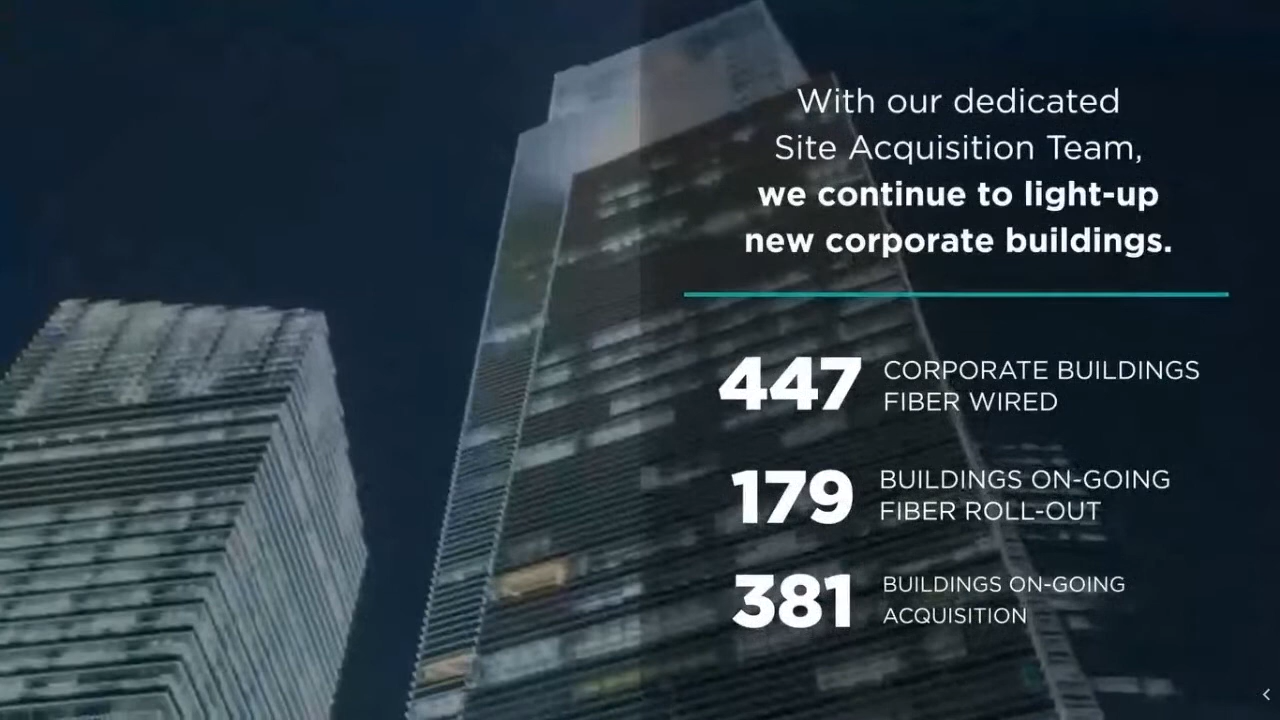 With our dedicated
Site Acquisition Team,
we continue to light-up
new corporate buildings.
447 CORPORATE BUILDINGS
FIBER WIRED
179 BUILDINGS ON-GOING
FIBER ROLL-OUT
381 BUILDINGS ON-GOING
ACQUISITION